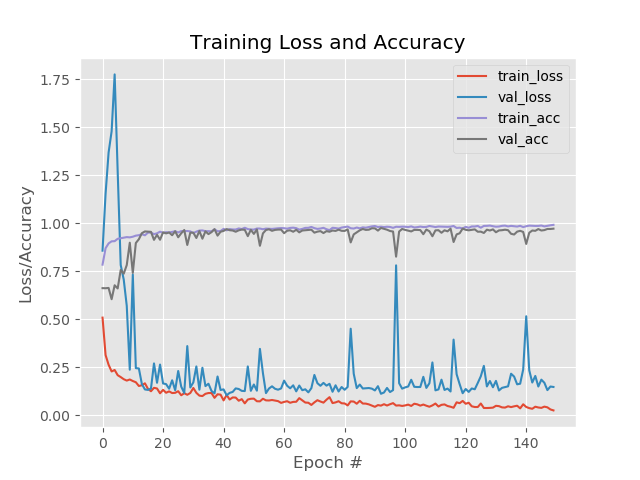 Training Loss and Accuracy
train_loss
val_loss
train_acc
val_acc
Loss/Accuracy
1.75
1.50
1.25
1.00
0.75
0.50
0.25
0.00
0 20 40 60 80 100 120 140
Epoch #